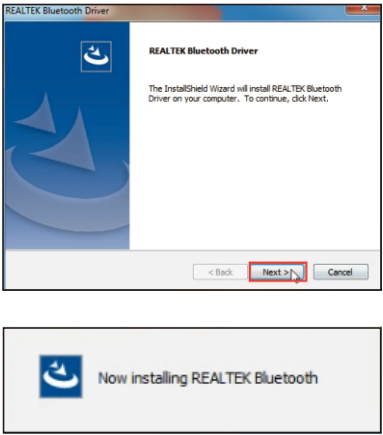 REALTEK Bluetooth Driver
REALTEK Bluetooth Driver
The InstallShield Wizard will install REALTEK Bluetooth
Driver on your computer. To continue, click Next.
< Back Next > Cancel
Now installing REALTEK Bluetooth